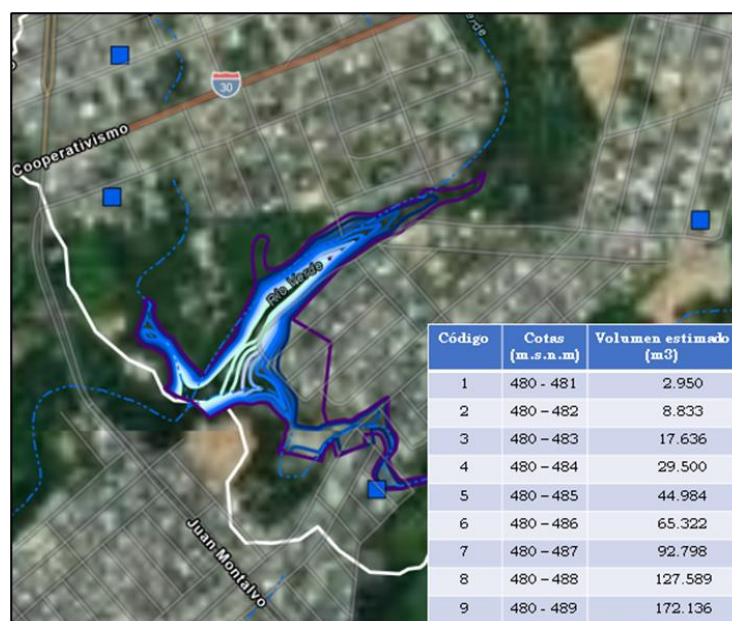 erde
30
Cooperativismo
Río Verde
Juan Montalvo
Código Cotas (m.s.n.m) Volumen estimado (m3)
1 480 - 481 2.950
2 480 - 482 8.833
3 480 - 483 17.636
4 480 – 484 29.500
5 480 – 485 44.984
6 480 – 486 65.322
7 480 – 487 92.798
8 480 – 488 127.589
9 480 - 489 172.136